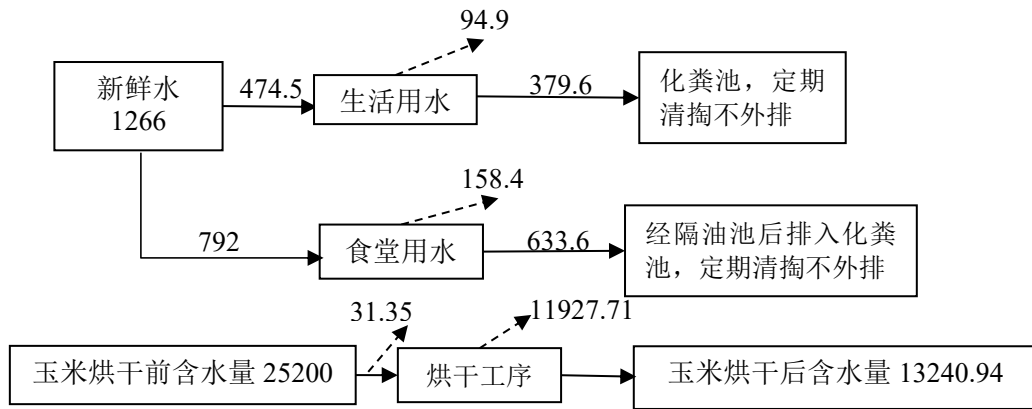 94.9
新鲜水
1266
474.5
生活用水
379.6
化粪池，定期
清掏不外排
158.4
792
食堂用水
633.6
经隔油池后排入化粪
池，定期清掏不外排
31.35
11927.71
玉米烘干前含水量 25200
烘干工序
玉米烘干后含水量 13240.94